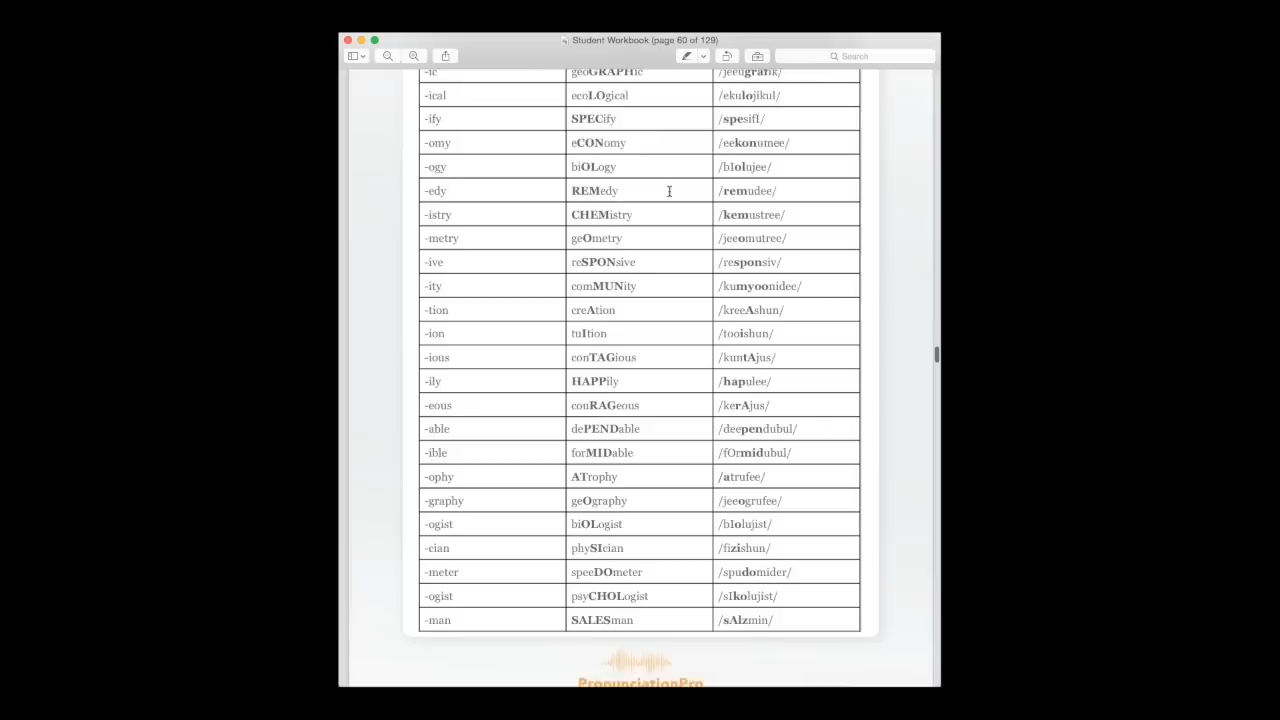 Student Workbook (page 60 of 129)
Search
-ic geoGRAPHic /jeeugrafik/
-ical ecoLOgical /ekulojikul/
-ify SPECify /spesifI/
-omy eCONomy /eekonumee/
-ogy biOLogy /bIolujee/
-edy REMedy /remudee/
-istry CHEMistry /kemustree/
-metry geOmetry /jeeomutree/
-ive reSPONsive /responsiv/
-ity comMUNity /kumyoonidee/
-tion creAtion /kreeAshun/
-ion tuItion /tooishun/
-ious conTAGious /kuntAjus/
-ily HAPPily /hapulee/
-eous couRAGeous /kerAjus/
-able dePENDable /deependubul/
-ible forMIDable /fOrmidubul/
-ophy ATrophy /atrufee/
-graphy geOgraphy /jeeogrufee/
-ogist biOLogist /bIolujist/
-cian phySIcian /fizishun/
-meter speeDOmeter /spudomider/
-ogist psyCHOLogist /sIkolujist/
-man SALESman /sAlzmin/
PronunciationPro